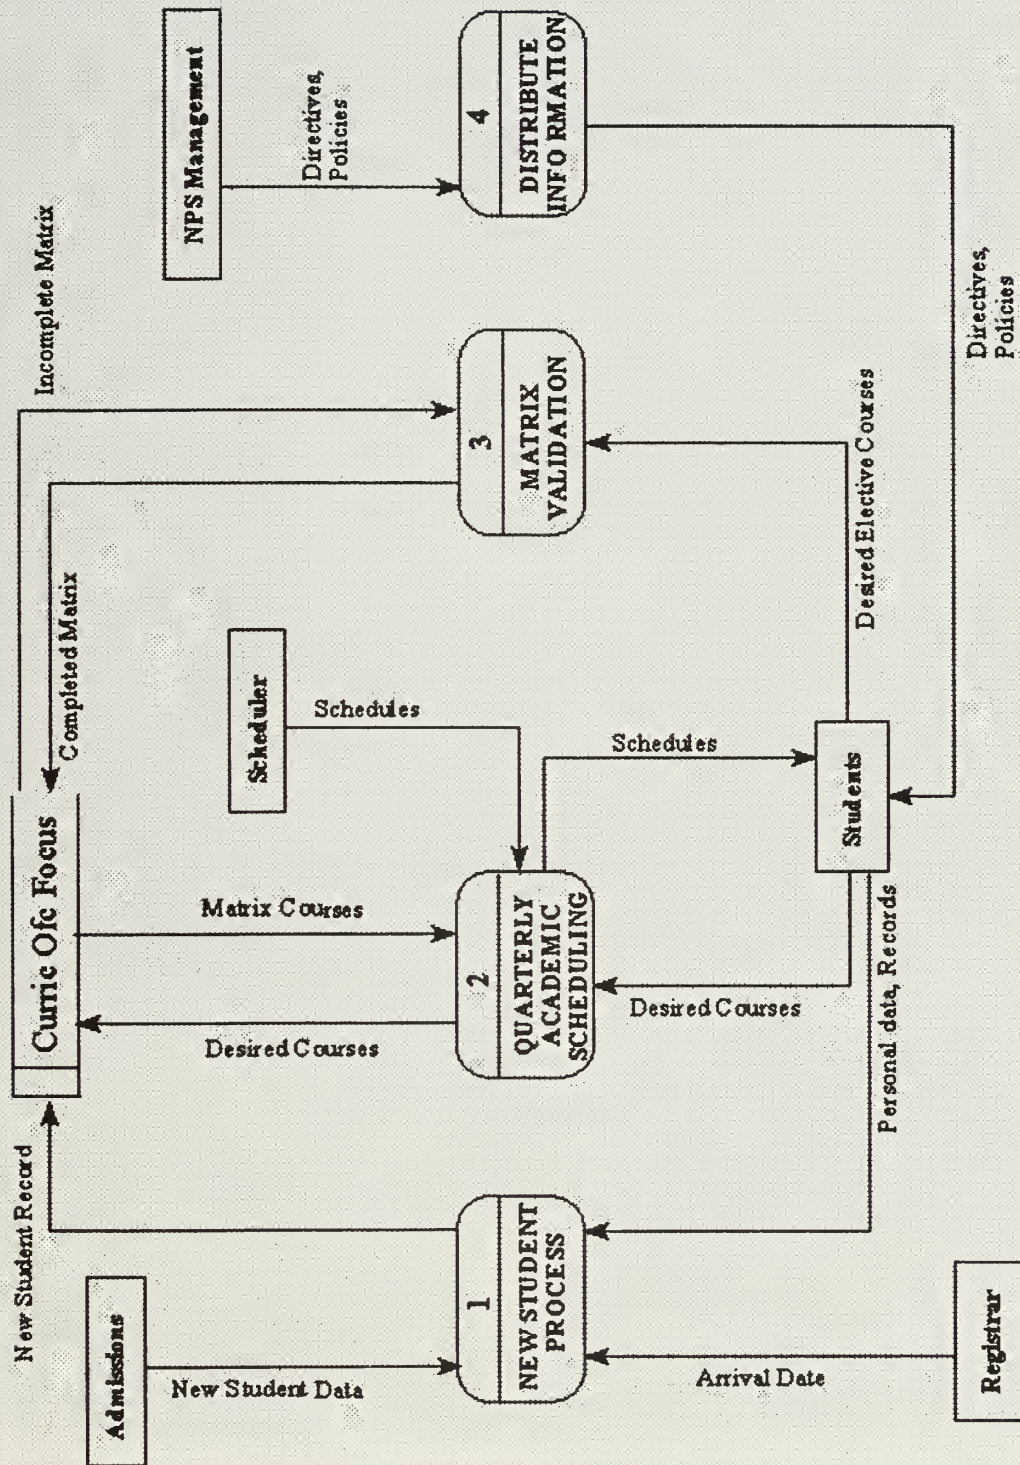 Admissions
New Student Record
New Student Data
1
NEW STUDENT
PROCESS
Arrival Date
Registrar
Curric Ofc Focus
Desired Courses
Matrix Courses
2
QUARTERLY
ACADEMIC
SCHEDULING
Desired Courses
Personal data, Records
Scheduler
Schedules
Schedules
Students
Completed Matrix
Incomplete Matrix
3
MATRIX
VALIDATION
Desired Elective Courses
NPS Management
Directives,
Policies
4
DISTRIBUTE
INFO RMATION
Directives,
Policies